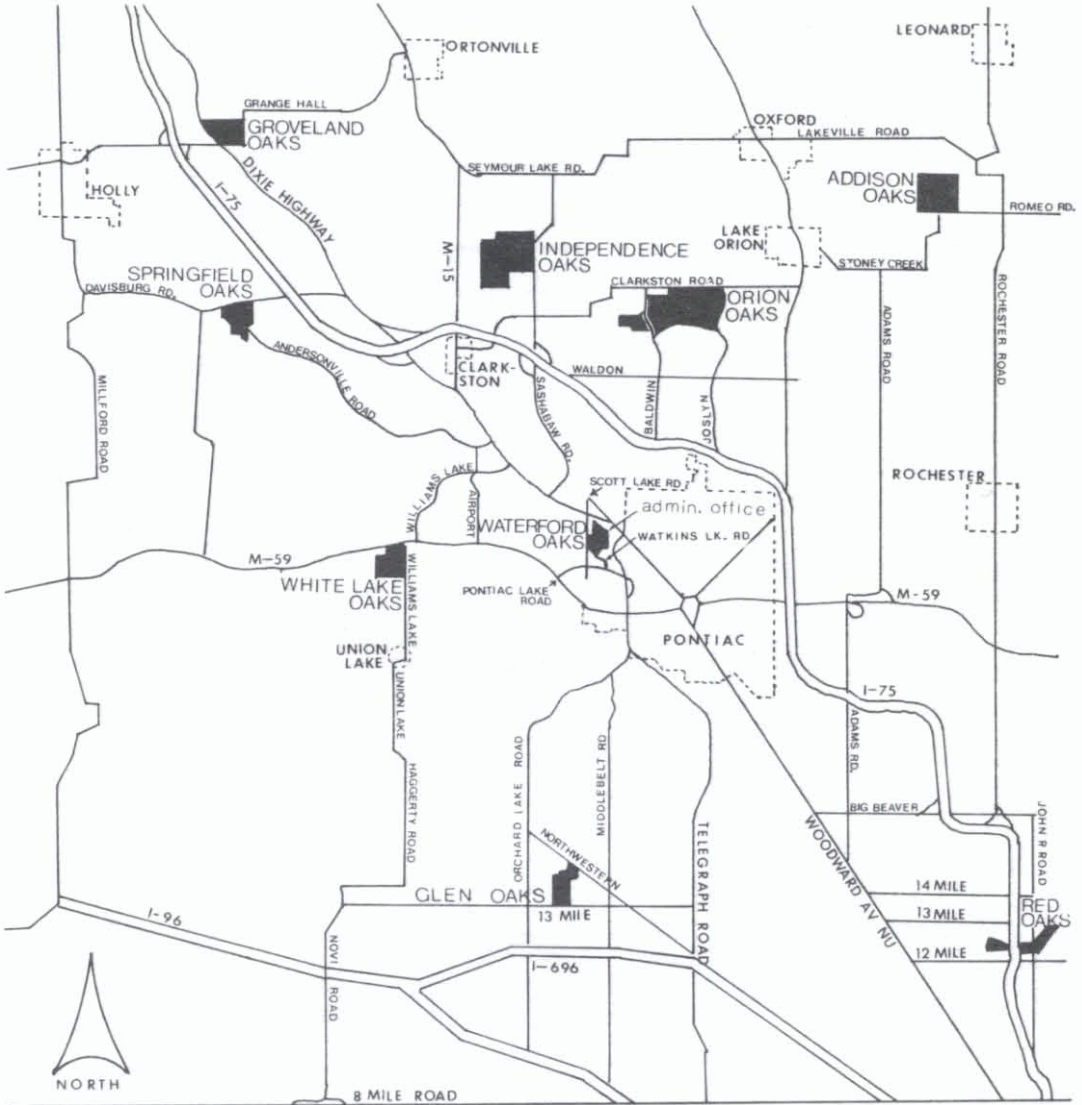 ORTONVILLE
LEONARD
GRANGE HALL
GROVELAND
OAKS
OXFORD
LAKEVILLE ROAD
SEYMOUR LAKE RD.
HOLLY
DIXIE HIGHWAY
I-75
ADDISON
OAKS
ROMEO RD.
M-15
INDEPENDENCE
OAKS
LAKE
ORION
STONEY CREEK
SPRINGFIELD
OAKS
DAVISBURG RD.
CLARKSTON ROAD
ORION
OAKS
ADAMS ROAD
ROCHESTER ROAD
ANDERSONVILLE ROAD
CLARK-
STON
WALDON
MILLFORD ROAD
SASHABAW RD.
BALDWIN
JOSLYN
WILLIAMS LAKE
AIRPORT
SCOTT LAKE RD
ROCHESTER
admin. office
WATERFORD
OAKS
WATKINS LK. RD.
M-59
WHITE LAKE
OAKS
WILLIAMS LAKE
PONTIAC LAKE
ROAD
M-59
PONTIAC
UNION
LAKE
UNION LAKE
I-75
ADAMS RD.
HAGGERTY ROAD
ORCHARD LAKE ROAD
MIDDLEBELT RD
BIG BEAVER
JOHN R ROAD
NORTHWESTERN
TELEGRAPH ROAD
WOODWARD AV NU
14 MILE
GLEN OAKS
13 MILE
13 MILE
RED
OAKS
I-96
12 MILE
NOVI ROAD
I-696
NORTH
8 MILE ROAD